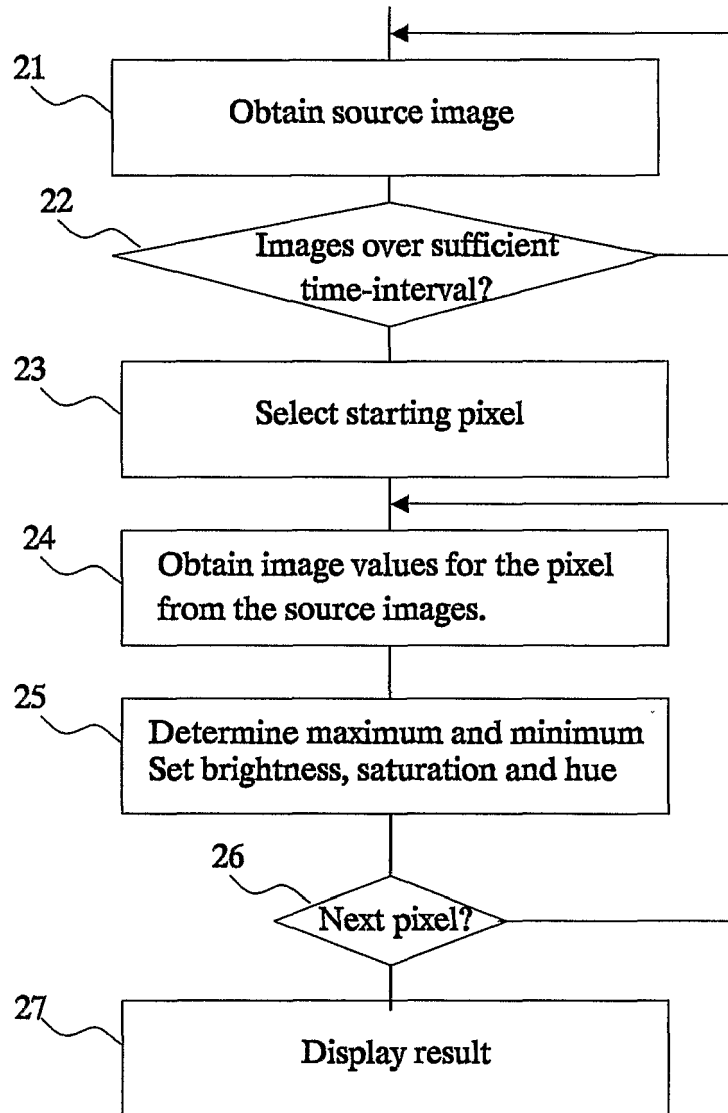 21
Obtain source image
22
Images over sufficient
time-interval?
23
Select starting pixel
24
Obtain image values for the pixel
from the source images.
25
Determine maximum and minimum
Set brightness, saturation and hue
26
Next pixel?
27
Display result